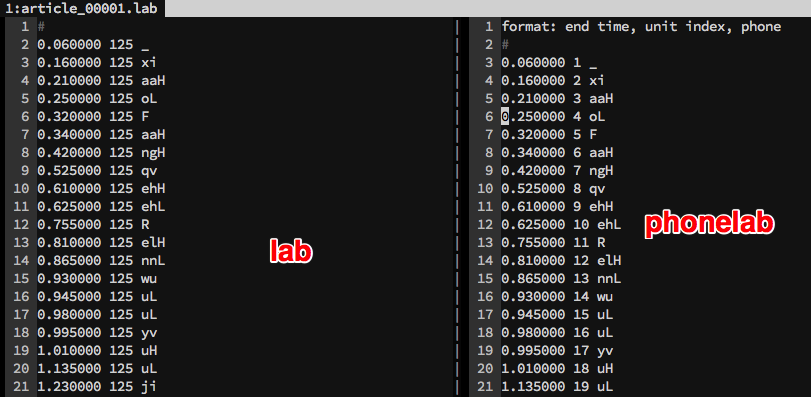 1:article_00001.lab
1 #
2 0.060000 125 _
3 0.160000 125 xi
4 0.210000 125 aaH
5 0.250000 125 oL
6 0.320000 125 F
7 0.340000 125 aaH
8 0.420000 125 ngH
9 0.525000 125 qv
10 0.610000 125 ehH
11 0.625000 125 ehL
12 0.755000 125 R
13 0.810000 125 elH
14 0.865000 125 nnL
15 0.930000 125 wu
16 0.945000 125 uL
17 0.980000 125 uL
18 0.995000 125 yv
19 1.010000 125 uH
20 1.135000 125 uL
21 1.230000 125 ji
lab
1 format: end time, unit index, phone
2 #
3 0.060000 1 _
4 0.160000 2 xi
5 0.210000 3 aaH
6 0.250000 4 oL
7 0.320000 5 F
8 0.340000 6 aaH
9 0.420000 7 ngH
10 0.525000 8 qv
11 0.610000 9 ehH
12 0.625000 10 ehL
13 0.755000 11 R
14 0.810000 12 elH
15 0.865000 13 nnL
16 0.930000 14 wu
17 0.945000 15 uL
18 0.980000 16 uL
19 0.995000 17 yv
20 1.010000 18 uH
21 1.135000 19 uL
phonelab